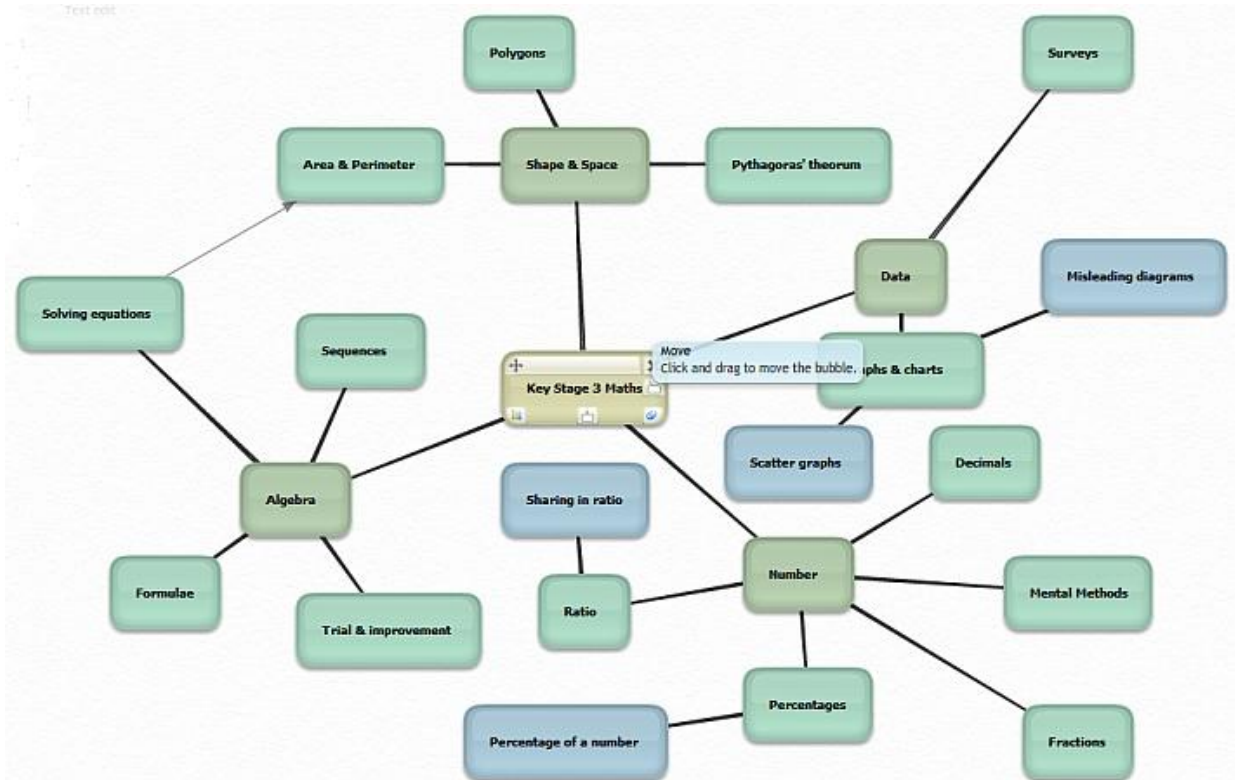 Text edit
Polygons
Surveys
Area & Perimeter
Shape & Space
Pythagoras' theorum
Data
Misleading diagrams
Solving equations
Sequences
Move
Click and drag to move the bubble.
& charts
Key Stage 3 Maths
Scatter graphs
Decimals
Algebra
Sharing in ratio
Number
Formulae
Ratio
Mental Methods
Trial & improvement
Percentages
Percentage of a number
Fractions